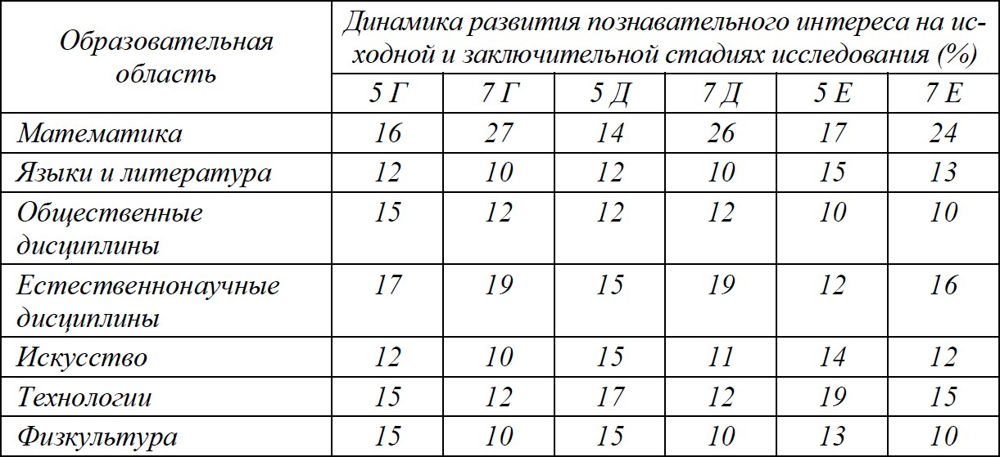 Образовательная область
Динамика развития познавательного интереса на ис-
ходной и заключительной стадиях исследования (%)
5 Г 7 Г 5 Д 7 Д 5 Е 7 Е
Математика 16 27 14 26 17 24
Языки и литература 12 10 12 10 15 13
Общественные
дисциплины 15 12 12 12 10 10
Естественнонаучные
дисциплины 17 19 15 19 12 16
Искусство 12 10 15 11 14 12
Технологии 15 12 17 12 19 15
Физкультура 15 10 15 10 13 10